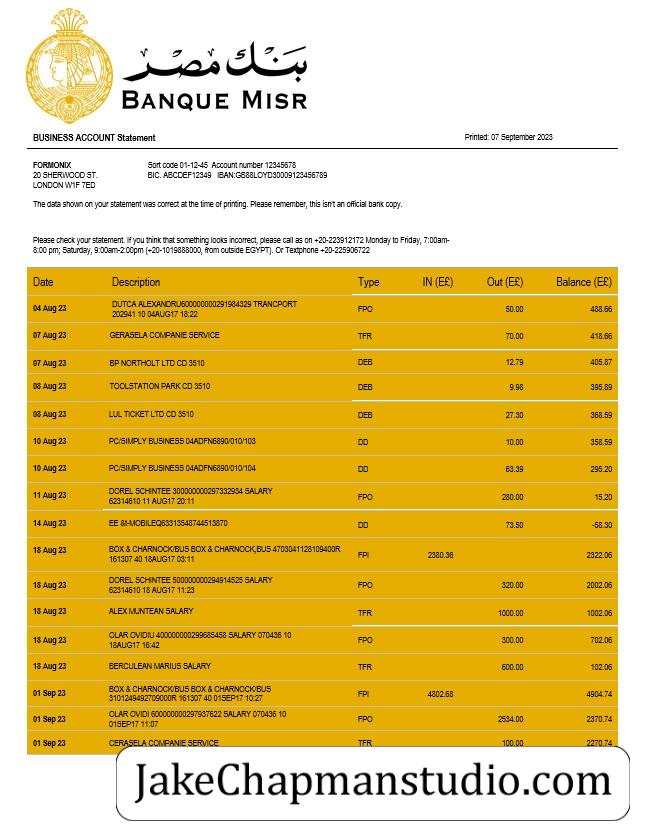 بنك مصر
BANQUE MISR
BUSINESS ACCOUNT Statement
Printed: 07 September 2023
FORMONIX
Sort code 01-12-45 Account number 12345678
20 SHERWOOD ST.
BIC. ABCDEF12349 IBAN:GB88LOYD30009123456789
LONDON W1F 7ED
The data shown on your statement was correct at the time of printing. Please remember, this isn't an official bank copy.
Please check your statement. If you think that something looks incorrect, please call as on +20-223912172 Monday to Friday, 7:00am-
8:00 pm; Saturday, 9:00am-2:00pm (+20-1019888000, from outside EGYPT). Or Textphone +20-225906722
Date Description Type IN (E£) Out (E£) Balance (E£)
04 Aug 23 DUTCA ALEXANDRU600000000291984329 TRANCPORT
202941 10 04AUG17 18:22 FPO 50.00 488.66
07 Aug 23 GERASELA COMPANIE SERVICE TFR 70.00 418.66
07 Aug 23 BP NORTHOLT LTD CD 3510 DEB 12.79 405.87
08 Aug 23 TOOLSTATION PARK CD 3510 DEB 9.98 395.89
08 Aug 23 LUL TICKET LTD CD 3510 DEB 27.30 368.59
10 Aug 23 PC/SIMPLY BUSINESS 04ADFN6890/010/103 DD 10.00 358.59
10 Aug 23 PC/SIMPLY BUSINESS 04ADFN6890/010/104 DD 63.39 295.20
11 Aug 23 DOREL SCHINTEE 300000000297332934 SALARY
62314610 11 AUG17 20:11 FPO 280.00 15.20
14 Aug 23 EE &t-MOBILEQ63313548744513870 DD 73.50 -58.30
18 Aug 23 BOX & CHARNOCK/BUS BOX & CHARNOCK,BUS 4703041128109400R
161307 40 18AUG17 03:11 FPI 2380.36 2322.06
18 Aug 23 DOREL SCHINTEE 500000000294914525 SALARY
62314618 10 AUG17 11:23 FPO 320.00 2002.06
18 Aug 23 ALEX MUNTEAN SALARY TFR 1000.00 1002.06
18 Aug 23 OLAR OVIDIU 400000000299685458 SALARY 070436 10
18AUG17 16:42 FPO 300.00 702.06
18 Aug 23 BERCULEAN MARIUS SALARY TFR 600.00 102.06
01 Sep 23 BOX & CHARNOCK/BUS BOX & CHARNOCK/BUS
3101249492709000R 161307 40 01SEP17 10:27 FPI 4802.68 4904.74
01 Sep 23 OLAR OVIDI 600000000297937622 SALARY 070436 10
01SEP17 11:07 FPO 2534.00 2370.74
01 Sep 23 CERASELA COMPANIE SERVICE TFR 100.00 2270.74
JakeChapmanstudio.com